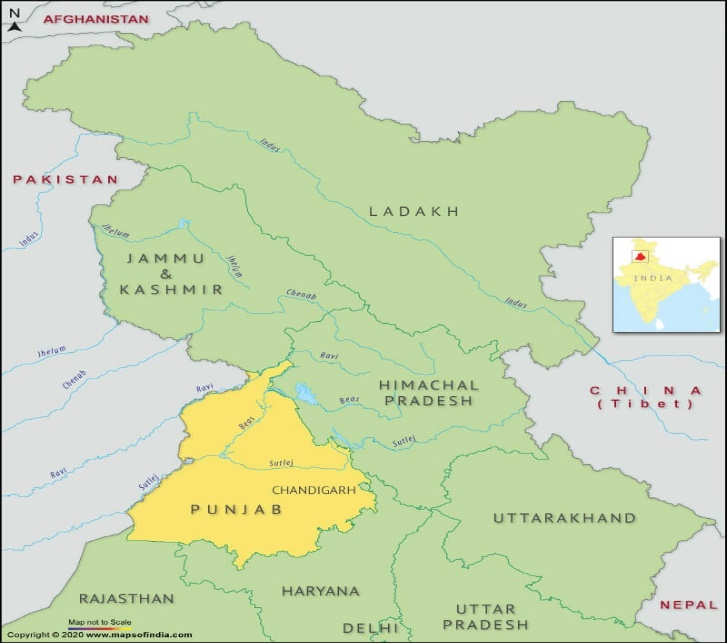 N
AFGHANISTAN
PAKISTAN
Indus
Indus
LADAKH
Jhelum
JAMMU
&
KASHMIR
Jhelum
INDIA
Chenab
Indus
Jhelum
Chenab
Ravi
Ravi
HIMACHAL
PRADESH
Beas
CHINA
(Tibet)
Beas
Sutlej
Ravi
Sutlej
Sutlej
CHANDIGARH
PUNJAB
UTTARAKHAND
RAJASTHAN
HARYANA
UTTAR
PRADESH
DELHI
NEPAL
Map not to Scale
Copyright © 2020 www.mapsofindia.com